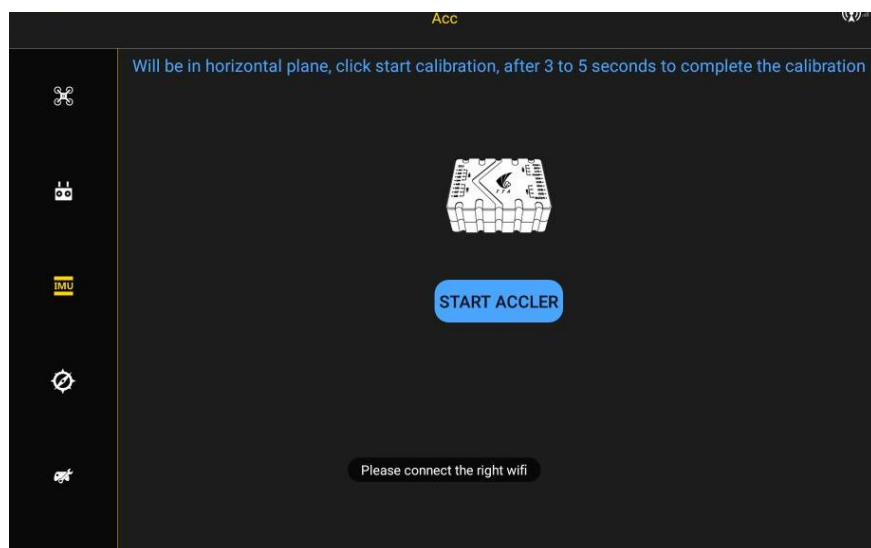 Acc
Will be in horizontal plane, click start calibration, after 3 to 5 seconds to complete the calibration
TTA
IMU
START ACCLER
Please connect the right wifi